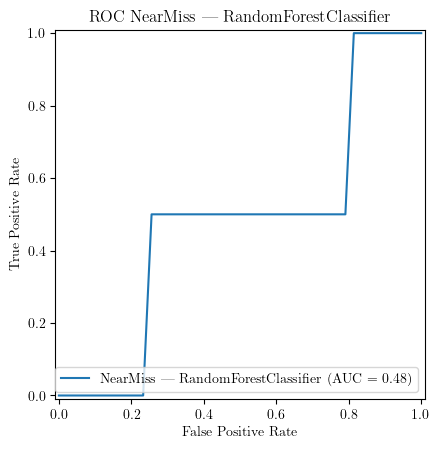 ROC NearMiss — RandomForestClassifier
1.0
0.8
0.6
0.4
0.2
0.0
True Positive Rate
NearMiss — RandomForestClassifier (AUC = 0.48)
0.0 0.2 0.4 0.6 0.8 1.0
False Positive Rate